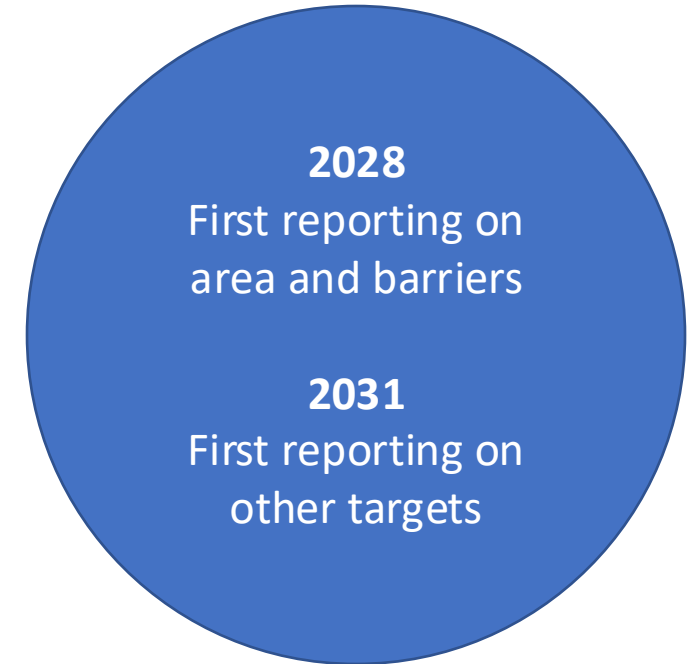 2028
First reporting on
area and barriers
2031
First reporting on
other targets